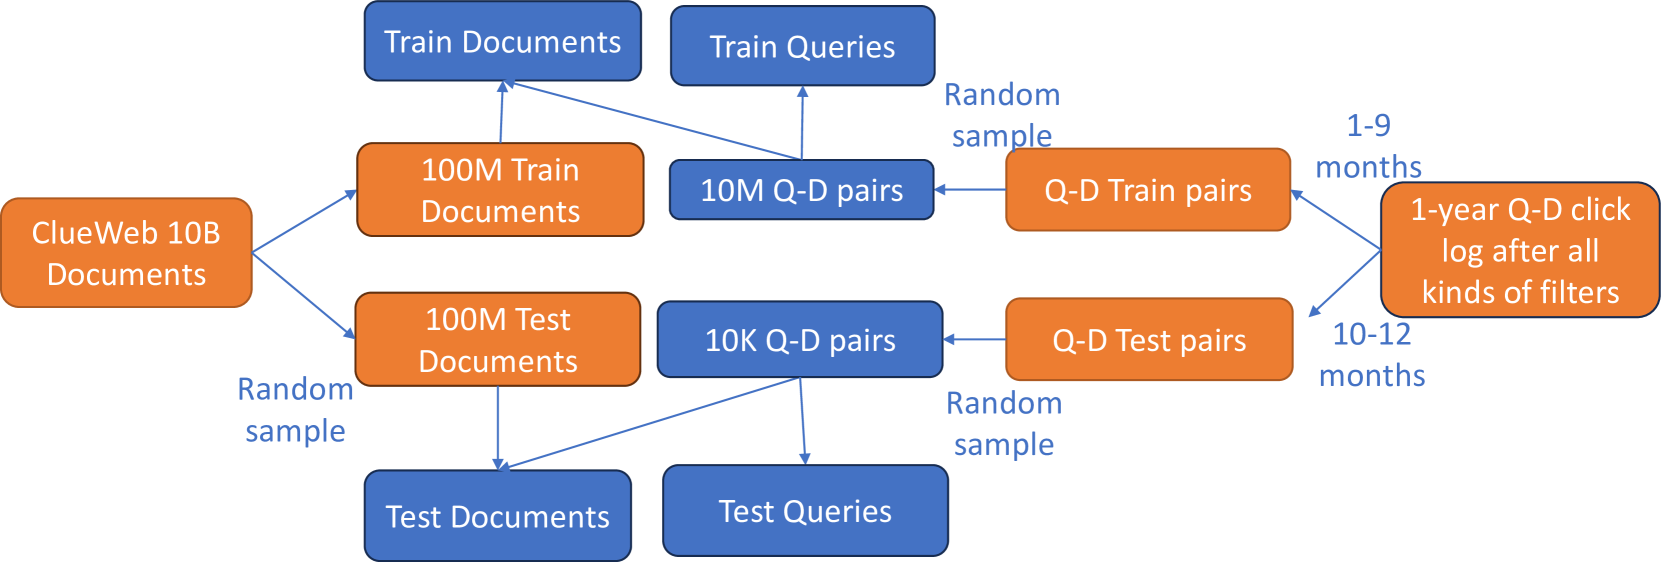 Train Documents
Train Queries
Random
sample
1-9
months
100M Train
Documents
10M Q-D pairs
Q-D Train pairs
1-year Q-D click
log after all
kinds of filters
ClueWeb 10B
Documents
100M Test
Documents
10K Q-D pairs
Q-D Test pairs
10-12
months
Random
sample
Random
sample
Test Documents
Test Queries